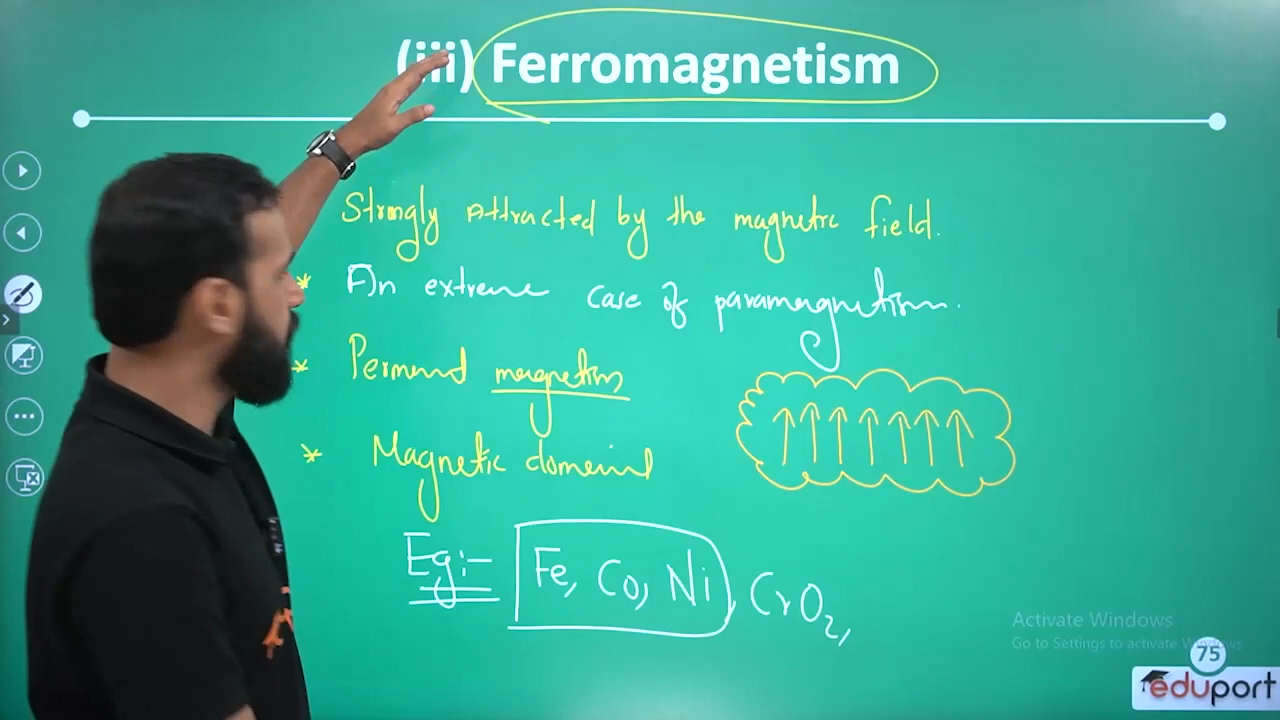 (iii) Ferromagnetism
Strongly Attracted by the magnetic field.
* An extreme case of paramagnetism.
* Permanent magnetism
* Magnetic domain
Eg:- Fe, Co, Ni, CrO2,
Activate Windows
Go to Settings to activate Windows.
75
eduport